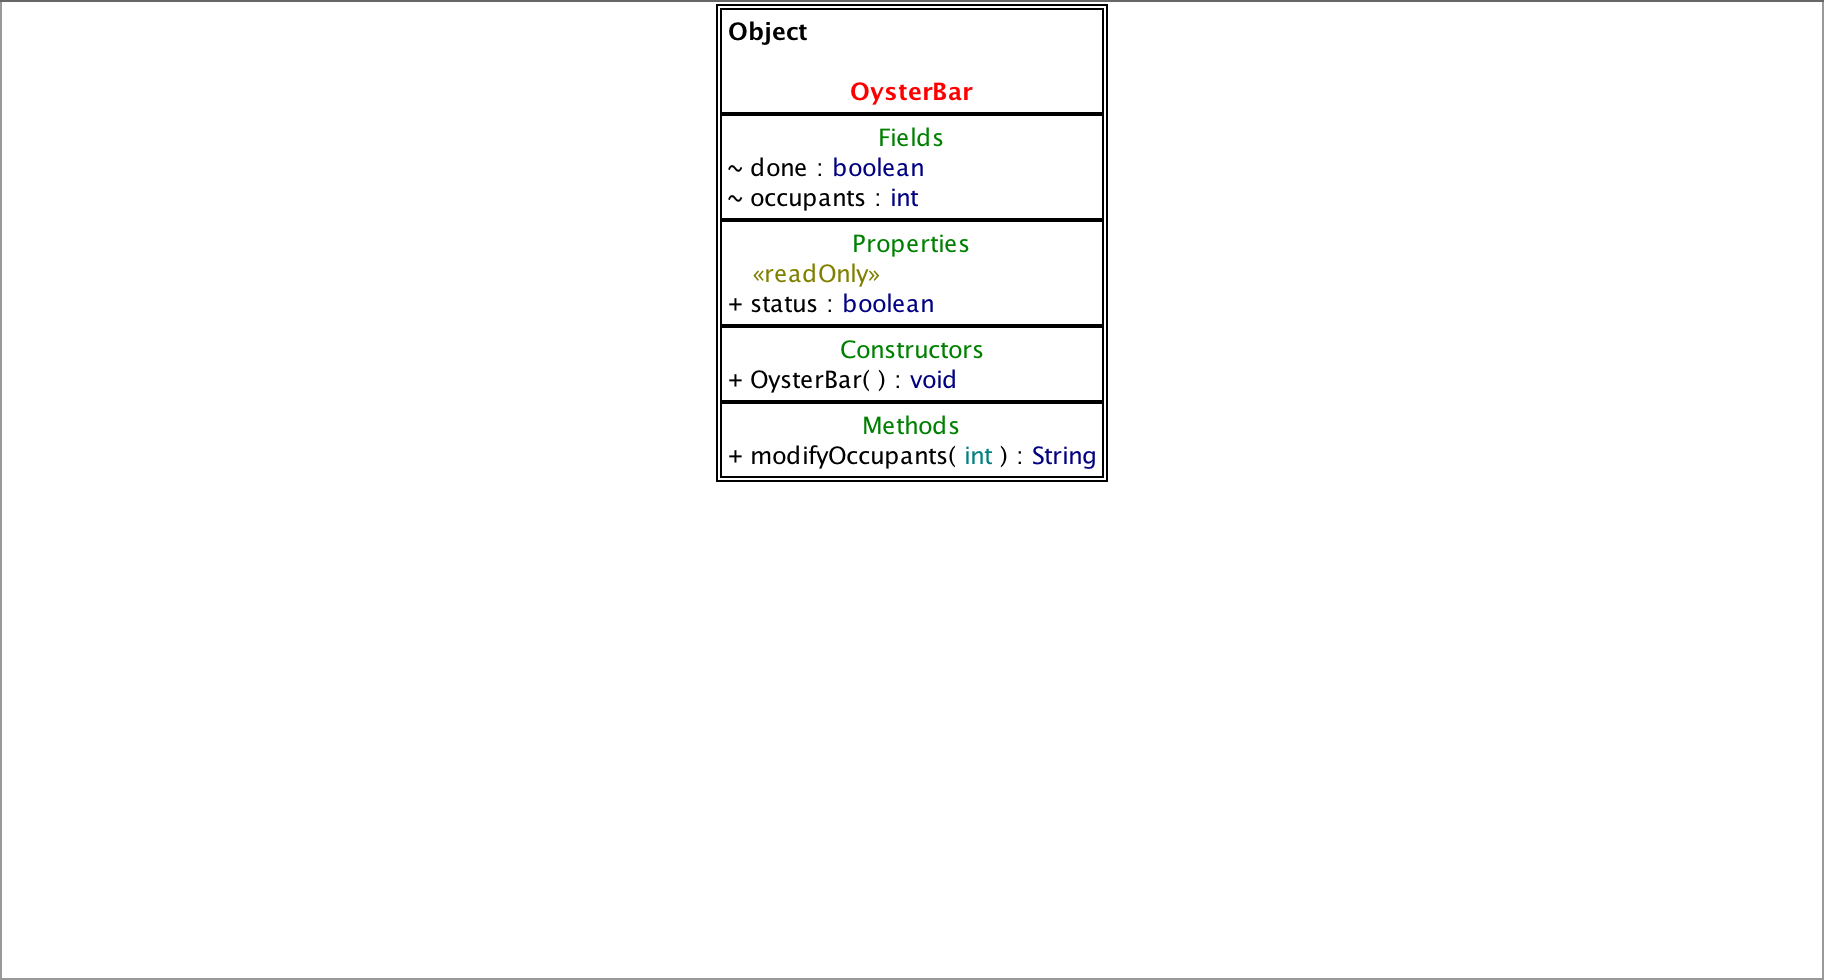 Object
OysterBar
Fields
~ done : boolean
~ occupants : int
Properties
«readOnly»
+ status : boolean
Constructors
+ OysterBar( ) : void
Methods
+ modifyOccupants( int ) : String